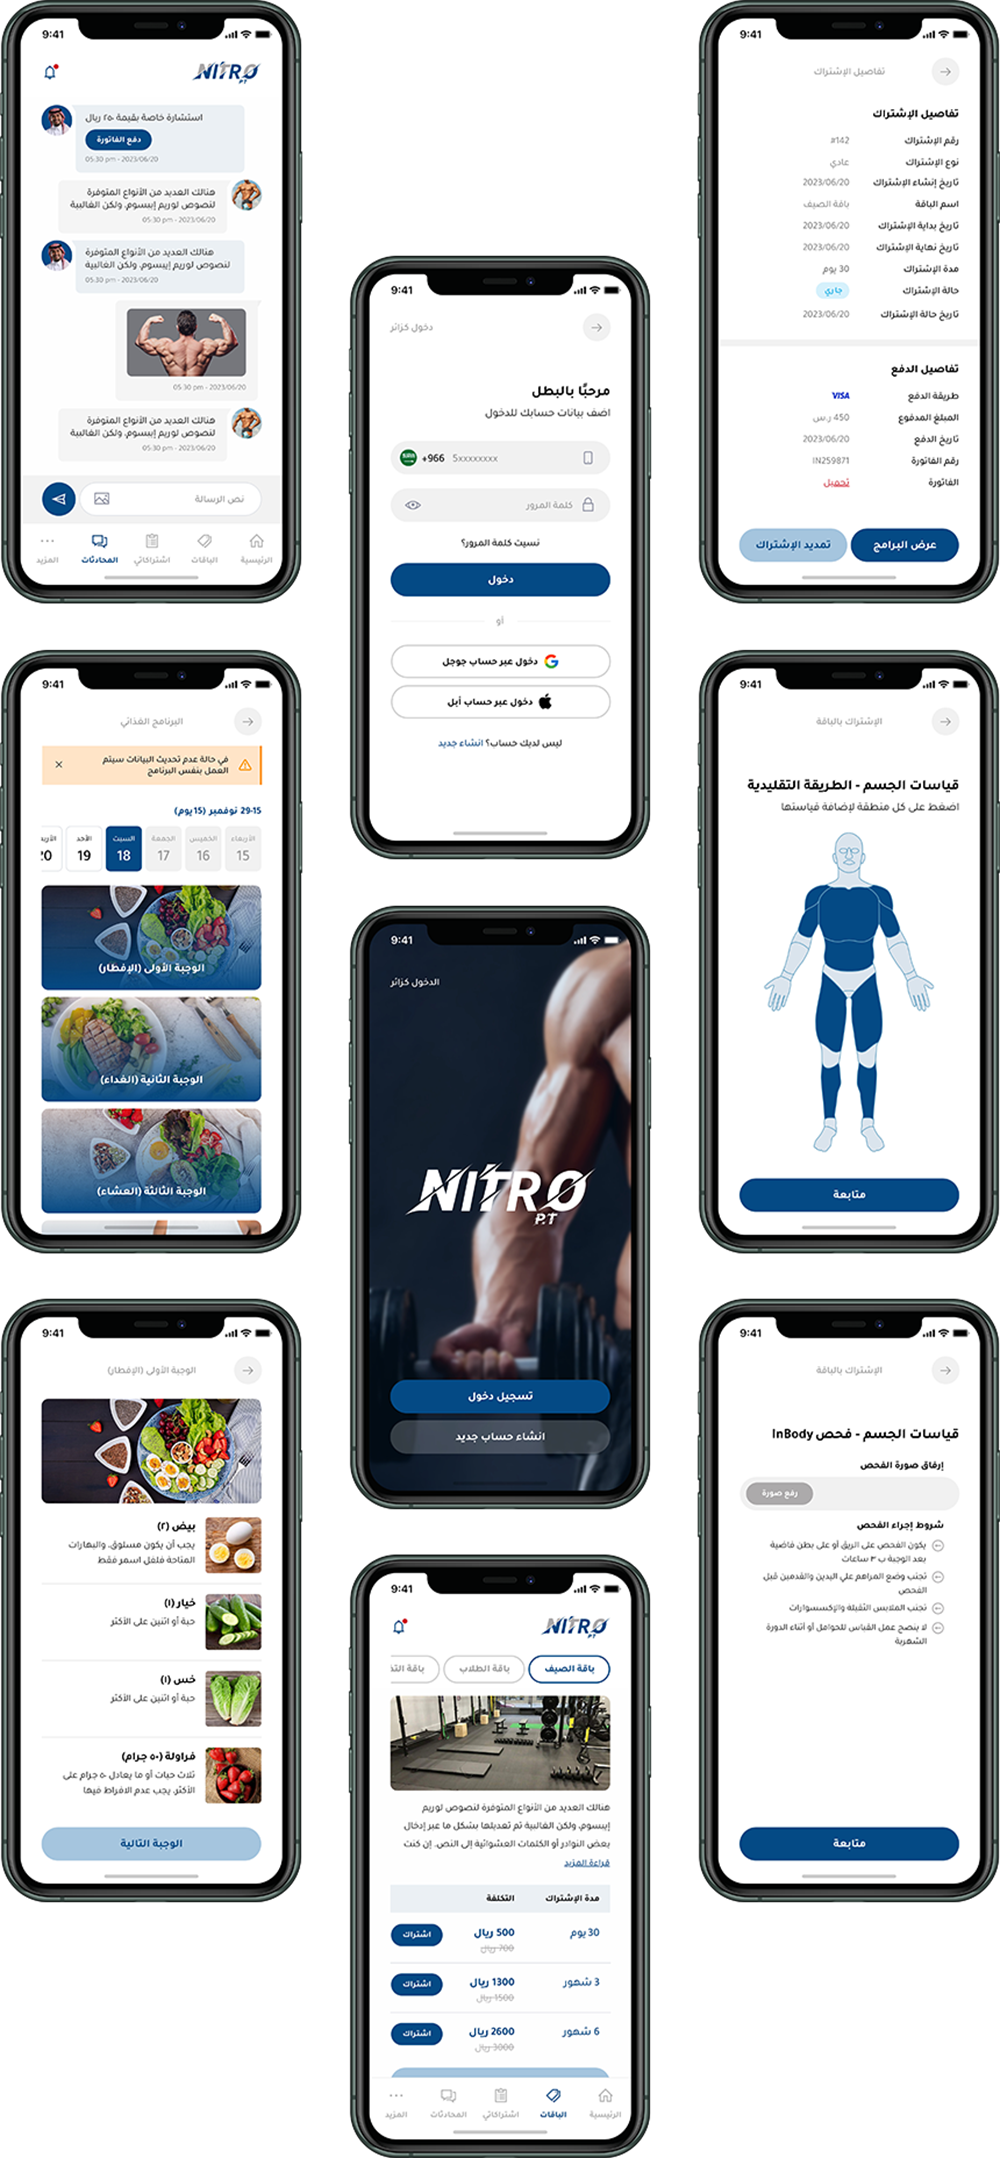 9:41
NITRO
PT
استشارة خاصة بقيمة ٢٥٠ ريال
دفع الفاتورة
05:30 pm - 2023/06/20
هنالك العديد من الأنواع المتوفرة
لنصوص لوريم إيبسوم، ولكن الغالبية
05:30 pm - 2023/06/20
هنالك العديد من الأنواع المتوفرة
لنصوص لوريم إيبسوم، ولكن الغالبية
05:30 pm - 2023/06/20
05:30 pm - 2023/06/20
هنالك العديد من الأنواع المتوفرة
لنصوص لوريم إيبسوم، ولكن الغالبية
05:30 pm - 2023/06/20
نص الرسالة
الرئيسية
الباقات
اشتراكاتي
المحادثات
المزيد
9:41
دخول كزائر
مرحبًا بالبطل
اضف بيانات حسابك للدخول
+966 5xxxxxxxx
كلمة المرور
نسيت كلمة المرور؟
دخول
أو
دخول عبر حساب جوجل
دخول عبر حساب أبل
ليس لديك حساب؟ انشاء جديد
9:41
تفاصيل الإشتراك
تفاصيل الإشتراك
رقم الإشتراك #142
نوع الإشتراك عادي
تاريخ إنشاء الإشتراك 2023/06/20
اسم الباقة باقة الصيف
تاريخ بداية الإشتراك 2023/06/20
تاريخ نهاية الإشتراك 2023/06/20
مدة الإشتراك 30 يوم
حالة الإشتراك جاري
تاريخ حالة الإشتراك 2023/06/20
تفاصيل الدفع
طريقة الدفع VISA
المبلغ المدفوع 450 ر.س
تاريخ الدفع 2023/06/20
رقم الفاتورة IN259871
الفاتورة تحميل
عرض البرامج
تمديد الإشتراك
9:41
البرنامج الغذائي
في حالة عدم تحديث البيانات سيتم
العمل بنفس البرنامج
15-29 نوفمبر (15 يوم)
الأربعاء 15
الخميس 16
الجمعة 17
السبت 18
الأحد 19
الوجبة الأولى (الإفطار)
الوجبة الثانية (الغداء)
الوجبة الثالثة (العشاء)
9:41
الدخول كزائر
NITRO
P.T
تسجيل دخول
انشاء حساب جديد
9:41
الإشتراك بالباقة
قياسات الجسم - الطريقة التقليدية
اضغط على كل منطقة لإضافة قياستها
متابعة
9:41
الوجبة الأولى (الإفطار)
بيض (٢)
يجب أن يكون مسلوق، والبهارات
المتاحة فلفل اسمر فقط
خيار (١)
حبة أو اتنين على الأكثر
خس (١)
حبة أو اتنين على الأكثر
فراولة (٥٠ جرام)
ثلاث حبات أو ما يعادل ٥٠ جرام على
الأكثر، يجب عدم الافراط فيها
الوجبة التالية
9:41
NITRO
PT
باقة الصيف
باقة الطلاب
هنالك العديد من الأنواع المتوفرة لنصوص لوريم
إيبسوم، ولكن الغالبية تم تعديلها بشكل ما عبر إدخال
بعض النوادر أو الكلمات العشوائية إلى النص. إن كنت
قراءة المزيد
مدة الإشتراك التكلفة
30 يوم 500 ريال اشتراك
700 ريال
3 شهور 1300 ريال اشتراك
1500 ريال
6 شهور 2600 ريال اشتراك
3000 ريال
الرئيسية
الباقات
اشتراكاتي
المحادثات
المزيد
9:41
الإشتراك بالباقة
قياسات الجسم - فحص InBody
إرفاق صورة الفحص
رفع صورة
شروط إجراء الفحص
يكون الفحص على الريق أو على بطن فاضية
بعد الوجبة ب ٣ ساعات
تجنب وضع المراهم علي اليدين والقدمين قبل
الفحص
تجنب الملابس الثقيلة والإكسسوارات
لا ينصح عمل القياس للحوامل أو أثناء الدورة
الشهرية
متابعة